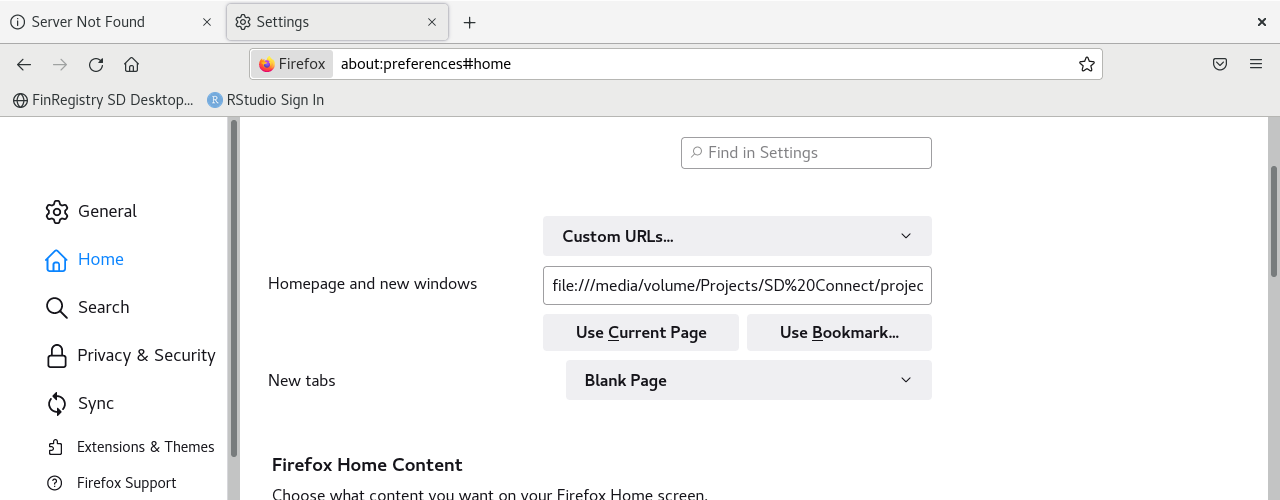 Server Not Found
Settings
Firefox about:preferences#home
FinRegistry SD Desktop... RStudio Sign In
Find in Settings
General
Home
Search
Privacy & Security
Sync
Extensions & Themes
Firefox Support
Custom URLs...
Homepage and new windows
file:///media/volume/Projects/SD%20Connect/projec
Use Current Page
Use Bookmark...
New tabs
Blank Page
Firefox Home Content
Choose what content you want on your Firefox Home screen.